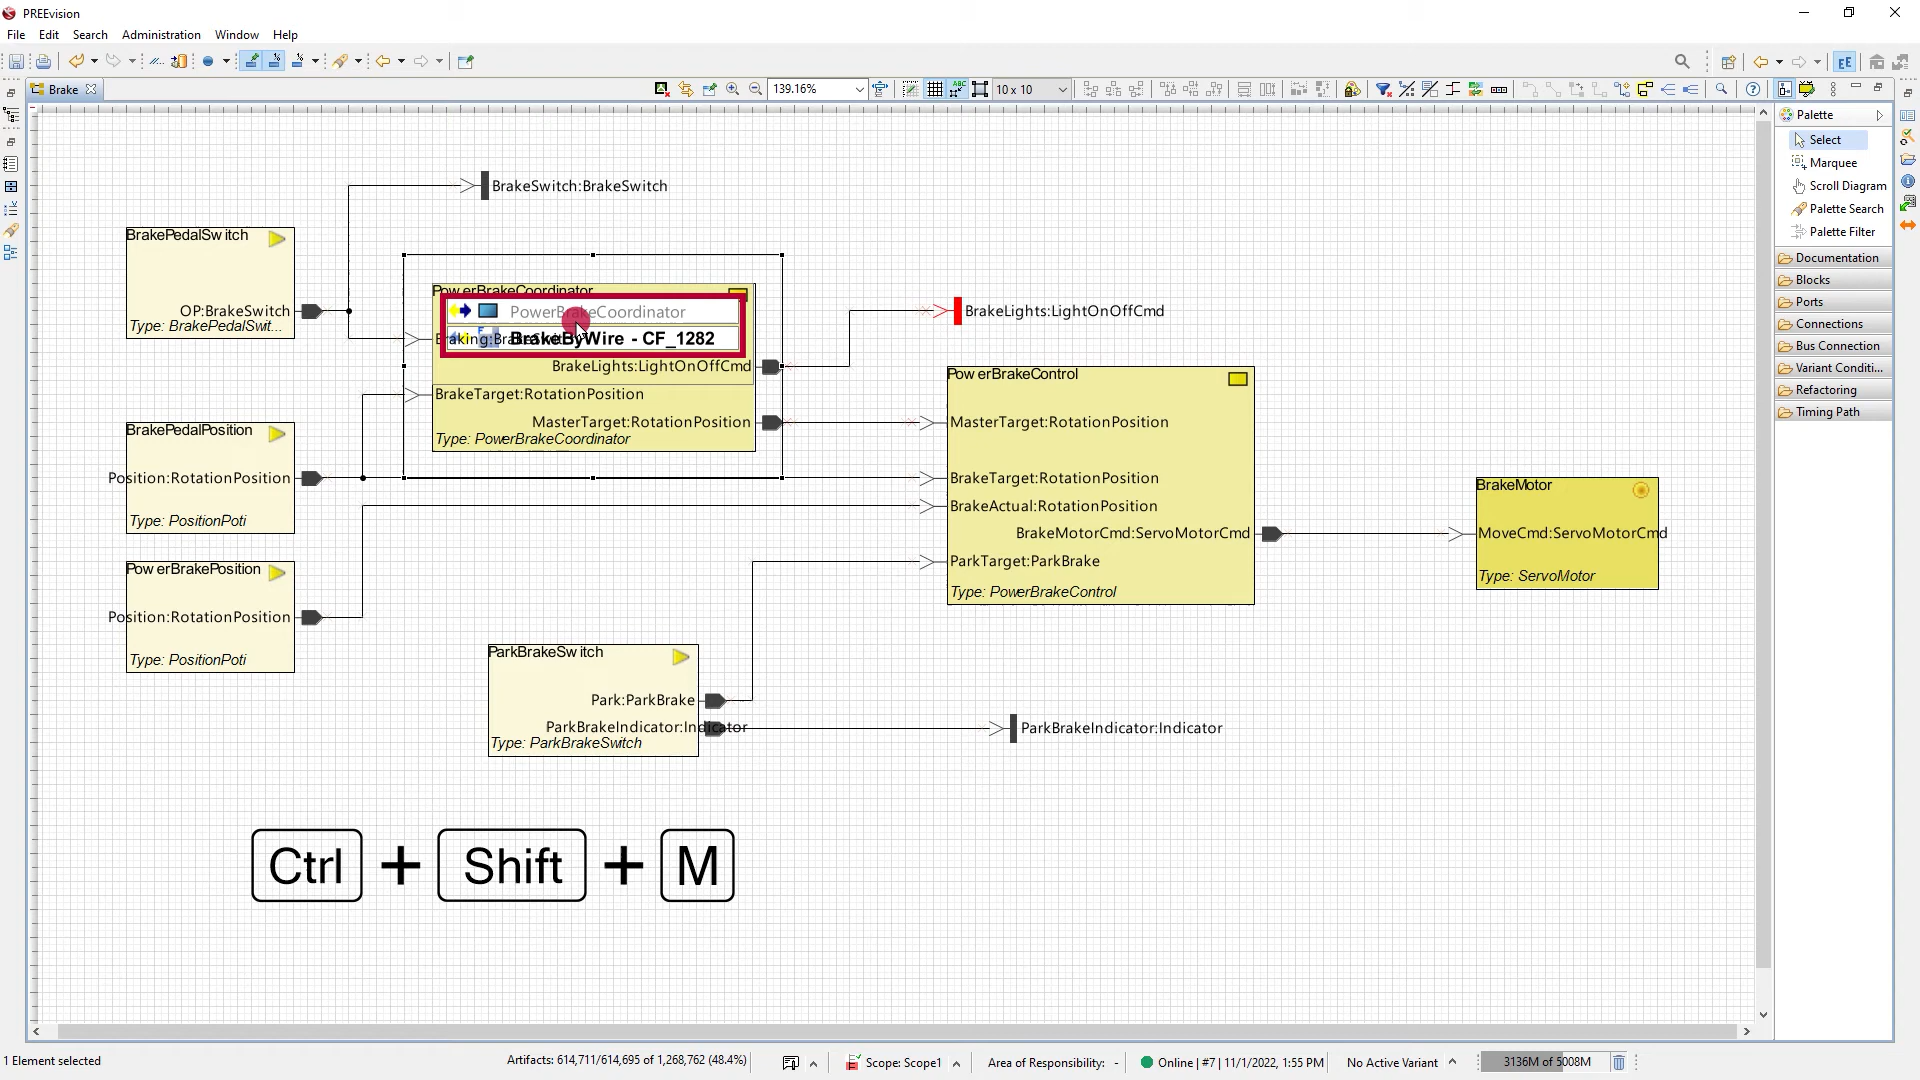 PREEvision
File Edit Search Administration Window Help
Brake
139.16%
10 x 10
EE
Palette
Select
Marquee
Scroll Diagram
Palette Search
Palette Filter
Documentation
Blocks
Ports
Connections
Bus Connection
Variant Conditi...
Refactoring
Timing Path
BrakeSwitch:BrakeSwitch
BrakePedalSwitch
OP:BrakeSwitch
Type: BrakePedalSwit...
PowerBrakeCoordinator
PowerBrakeCoordinator
BrakeByWire - CF_1282
BrakeLights:LightOnOffCmd
BrakeTarget:RotationPosition
MasterTarget:RotationPosition
Type: PowerBrakeCoordinator
BrakeLights:LightOnOffCmd
PowerBrakeControl
MasterTarget:RotationPosition
BrakeTarget:RotationPosition
BrakeActual:RotationPosition
BrakeMotorCmd:ServoMotorCmd
ParkTarget:ParkBrake
Type: PowerBrakeControl
BrakeMotor
MoveCmd:ServoMotorCmd
Type: ServoMotor
BrakePedalPosition
Position:RotationPosition
Type: PositionPoti
PowerBrakePosition
Position:RotationPosition
Type: PositionPoti
ParkBrakeSwitch
Park:ParkBrake
ParkBrakeIndicator:Indicator
Type: ParkBrakeSwitch
ParkBrakeIndicator:Indicator
Ctrl + Shift + M
1 Element selected
Artifacts: 614,711/614,695 of 1,268,762 (48.4%)
Scope: Scope1
Area of Responsibility: -
Online | #7 | 11/1/2022, 1:55 PM
No Active Variant
3136M of 5008M